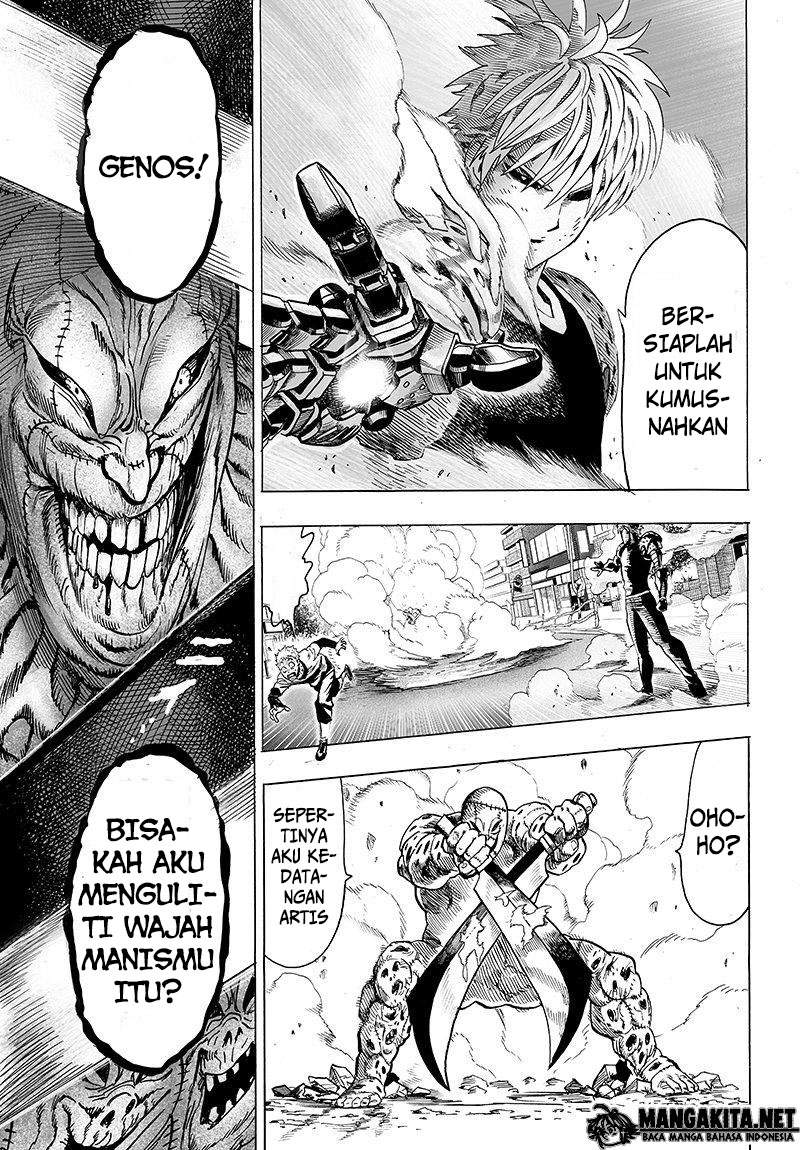 BER-
SIAPLAH
UNTUK
KUMUS-
NAHKAN
OHO-
HO?
SEPER-
TINYA
AKU KE-
DATA-
NGAN
ARTIS
GENOS!
BISA-
KAH AKU
MENGULI-
TI WAJAH
MANISMU
ITU?
MANGAKITA.NET
BACA MANGA BAHASA INDONESIA